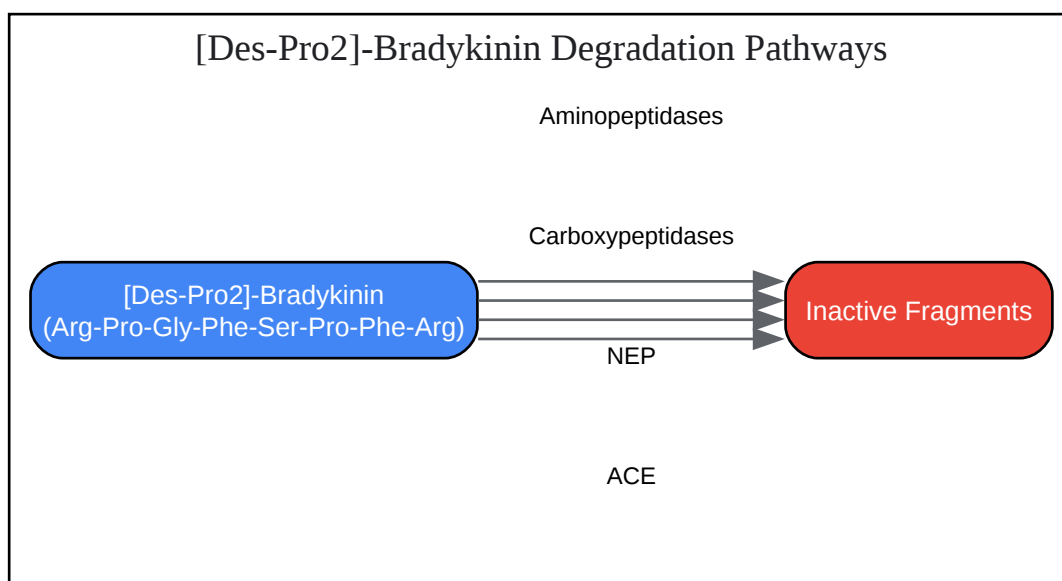 [Des-Pro2]-Bradykinin Degradation Pathways
Aminopeptidases
Carboxypeptidases
[Des-Pro2]-Bradykinin
(Arg-Pro-Gly-Phe-Ser-Pro-Phe-Arg)
Inactive Fragments
NEP
ACE